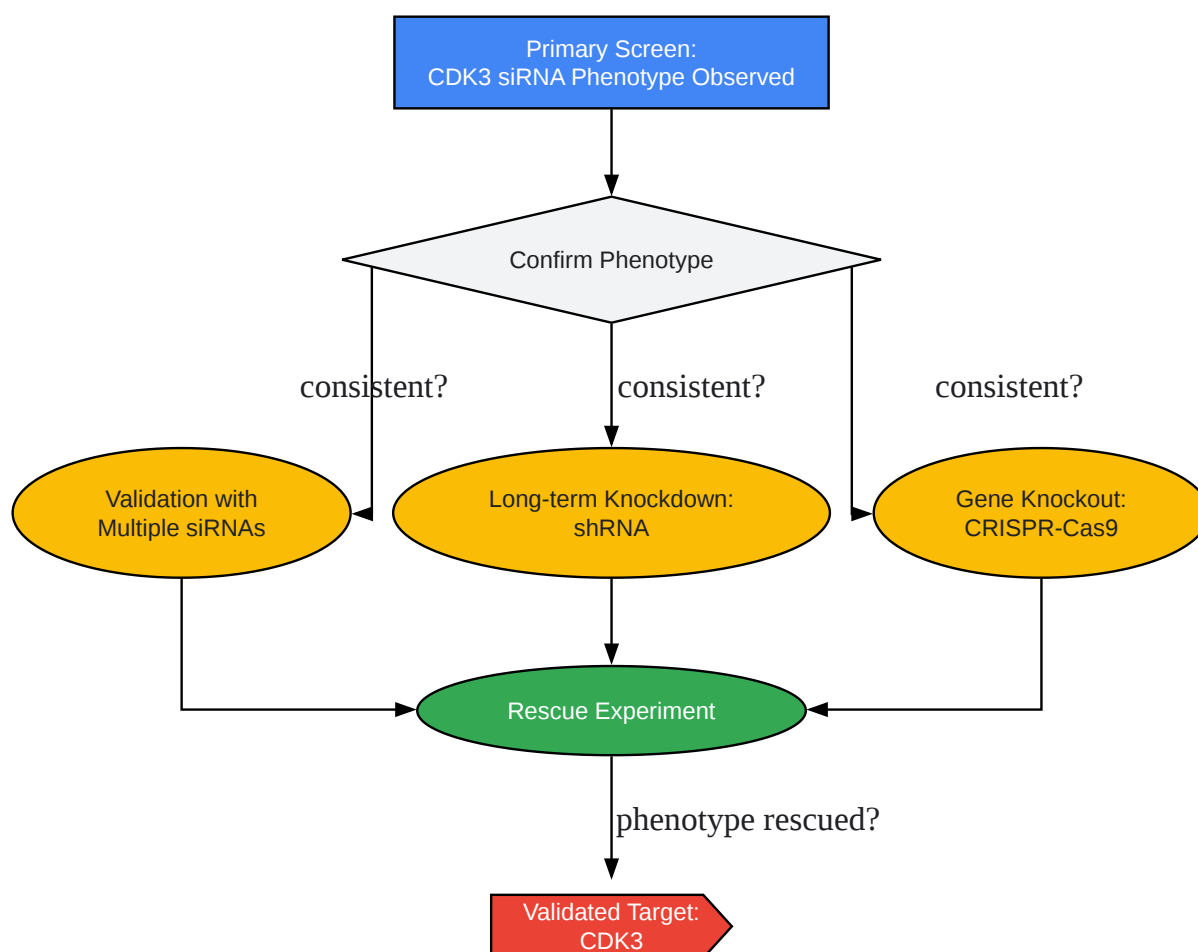 Primary Screen:
CDK3 siRNA Phenotype Observed
Confirm Phenotype
consistent?
consistent?
consistent?
Validation with
Multiple siRNAs
Long-term Knockdown:
shRNA
Gene Knockout:
CRISPR-Cas9
Rescue Experiment
phenotype rescued?
Validated Target:
CDK3